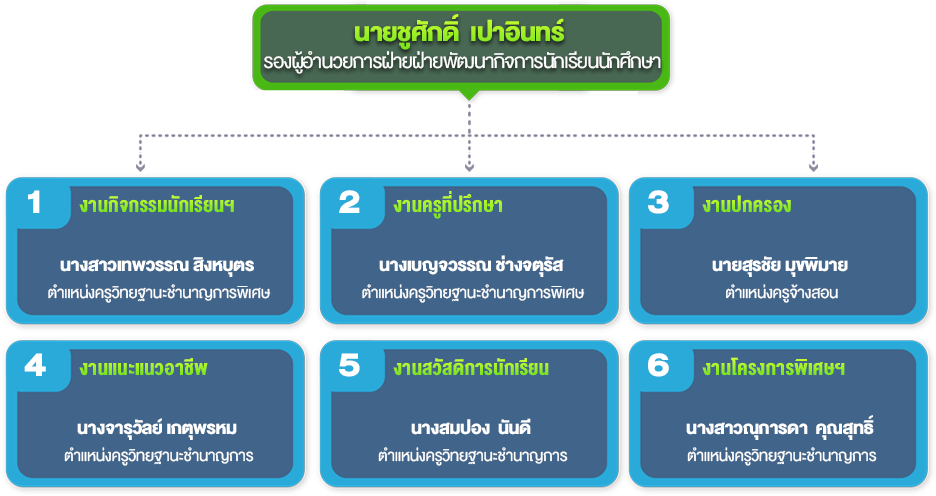 นายชูศักดิ์ เปาอินทร์
รองผู้อำนวยการฝ่ายฝ่ายพัฒนากิจการนักเรียนนักศึกษา
1 งานกิจกรรมนักเรียนฯ
นางสาวเทพวรรณ สิงหบุตร
ตำแหน่งครูวิทยฐานะชำนาญการพิเศษ
2 งานครูที่ปรึกษา
นางเบญจวรรณ ช่างจตุรัส
ตำแหน่งครูวิทยฐานะชำนาญการพิเศษ
3 งานปกครอง
นายสุรชัย มุขพิมาย
ตำแหน่งครูจ้างสอน
4 งานแนะแนวอาชีพ
นางจารุวัลย์ เกตุพรหม
ตำแหน่งครูวิทยฐานะชำนาญการ
5 งานสวัสดิการนักเรียน
นางสมปอง นันดี
ตำแหน่งครูวิทยฐานะชำนาญการ
6 งานโครงการพิเศษฯ
นางสาวณุการดา คุณสุทธิ์
ตำแหน่งครูวิทยฐานะชำนาญการ